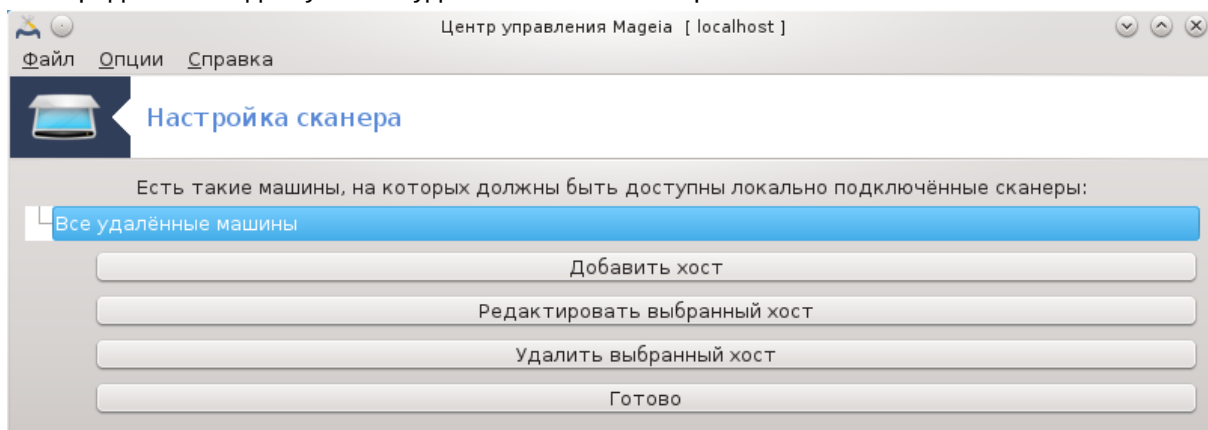 Центр управления Mageia [ localhost ]
Файл Опции Справка
Настройка сканера
Есть такие машины, на которых должны быть доступны локально подключённые сканеры:
Все удалённые машины
Добавить хост
Редактировать выбранный хост
Удалить выбранный хост
Готово